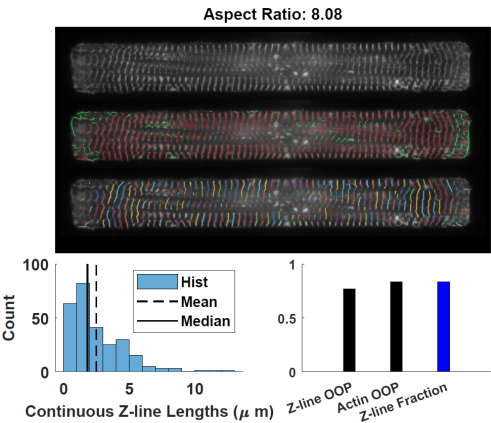 Aspect Ratio: 8.08
100
50
0
Count
Hist
Mean
Median
0 5 10
Continuous Z-line Lengths (μ m)
1
0.5
0
Z-line OOP
Actin OOP
Z-line Fraction